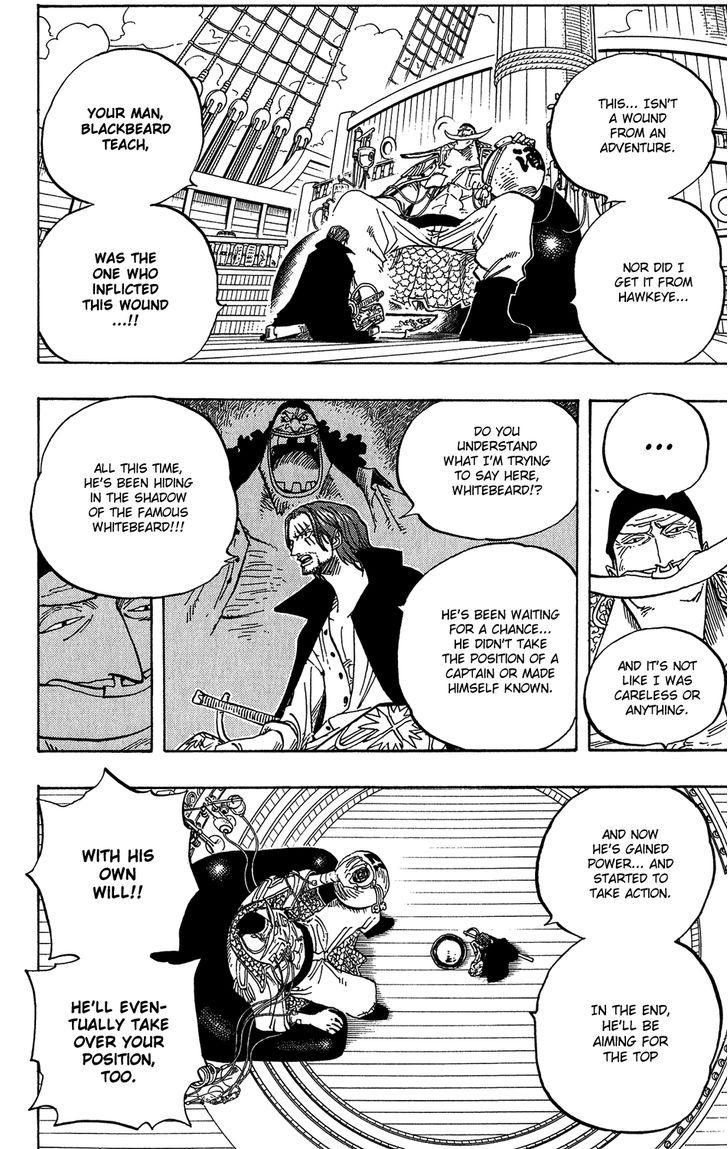 THIS... ISN'T
A WOUND
FROM AN
ADVENTURE.
NOR DID I
GET IT FROM
HAWKEYE...
YOUR MAN,
BLACKBEARD
TEACH,
WAS THE
ONE WHO
INFLICTED
THIS WOUND
...!!
...
AND IT'S NOT
LIKE I WAS
CARELESS OR
ANYTHING.
DO YOU
UNDERSTAND
WHAT I'M TRYING
TO SAY HERE,
WHITEBEARD!?
HE'S BEEN WAITING
FOR A CHANCE...
HE DIDN'T TAKE
THE POSITION OF A
CAPTAIN OR MADE
HIMSELF KNOWN.
ALL THIS TIME,
HE'S BEEN HIDING
IN THE SHADOW
OF THE FAMOUS
WHITEBEARD!!!
AND NOW
HE'S GAINED
POWER... AND
STARTED TO
TAKE ACTION.
IN THE END,
HE'LL BE
AIMING FOR
THE TOP
WITH HIS
OWN
WILL!!
HE'LL EVEN-
TUALLY TAKE
OVER YOUR
POSITION,
TOO.